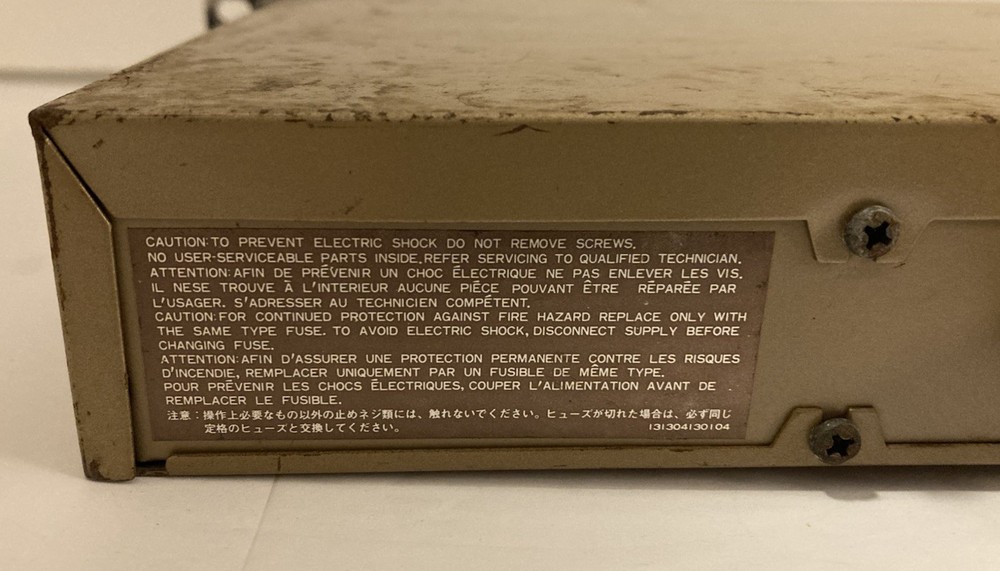 CAUTION:TO PREVENT ELECTRIC SHOCK DO NOT REMOVE SCREWS.
NO USER-SERVICEABLE PARTS INSIDE.REFER SERVICING TO QUALIFIED TECHNICIAN.
ATTENTION:AFIN DE PRÉVENIR UN CHOC ÉLECTRIQUE NE PAS ENLEVER LES VIS.
IL NESE TROUVE À L'INTERIEUR AUCUNE PIÈCE POUVANT ÊTRE RÉPARÉE PAR
L'USAGER. S'ADRESSER AU TECHNICIEN COMPÉTENT.
CAUTION:FOR CONTINUED PROTECTION AGAINST FIRE HAZARD REPLACE ONLY WITH
THE SAME TYPE FUSE. TO AVOID ELECTRIC SHOCK, DISCONNECT SUPPLY BEFORE
CHANGING FUSE.
ATTENTION:AFIN D'ASSURER UNE PROTECTION PERMANENTE CONTRE LES RISQUES
D'INCENDIE, REMPLACER UNIQUEMENT PAR UN FUSIBLE DE MÊME TYPE.
POUR PRÉVENIR LES CHOCS ÉLECTRIQUES, COUPER L'ALIMENTATION AVANT DE
REMPLACER LE FUSIBLE.
注意：操作上必要なもの以外の止めネジ類には、触れないでください。ヒューズが切れた場合は、必ず同じ
定格のヒューズと交換してください。 131304130104